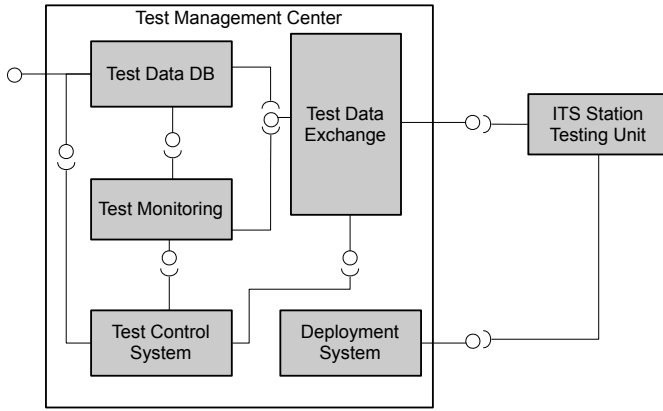 Test Management Center
Test Data DB
Test Data
Exchange
ITS Station
Testing Unit
Test Monitoring
Test Control
System
Deployment
System